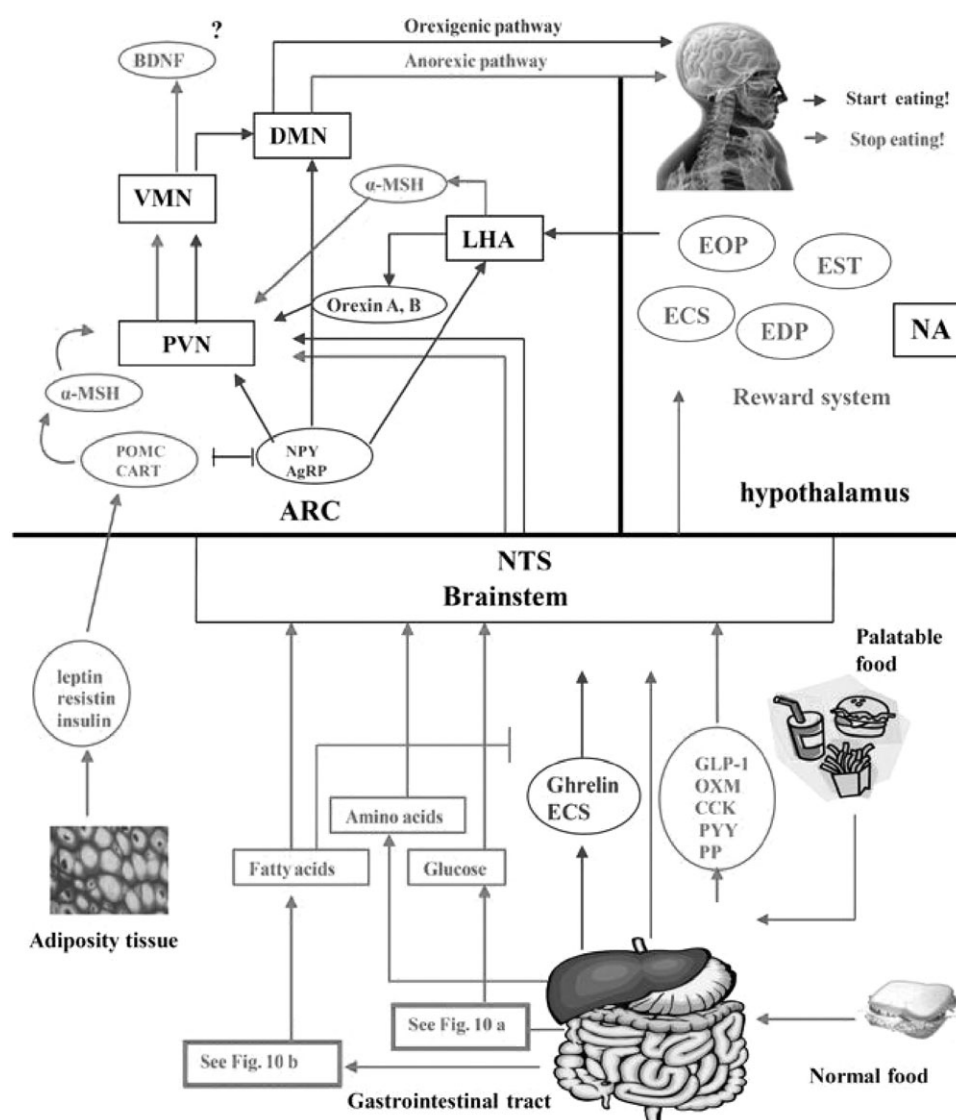 Orexigenic pathway
?
BDNF
Anorexic pathway
Start eating!
DMN
Stop eating!
α-MSH
VMN
LHA
EOP
EST
Orexin A, B
ECS
EDP
NA
PVN
α-MSH
Reward system
POMC
CART
NPY
AgRP
ARC
hypothalamus
NTS
Brainstem
Palatable
food
leptin
resistin
insulin
Ghrelin
ECS
GLP-1
OXM
CCK
PYY
PP
Amino acids
Fatty acids
Glucose
Adiposity tissue
See Fig. 10 a
See Fig. 10 b
Normal food
Gastrointestinal tract